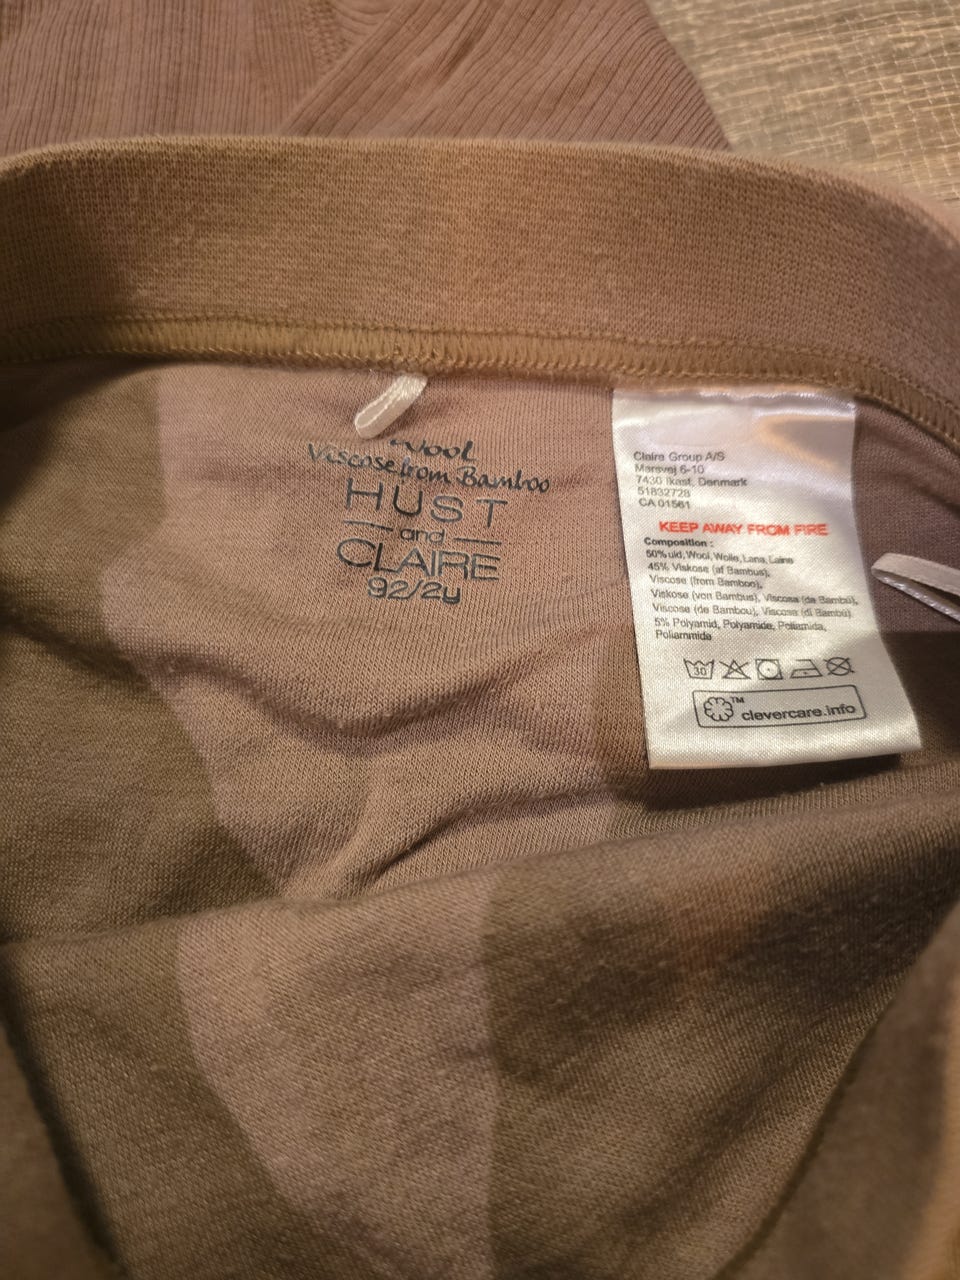 Wool
Viscose from Bamboo
HUST
and
CLAIRE
92/2y
Claire Group A/S
Marsvej 6-10
7430 Ikast, Denmark
51832728
CA 01561
KEEP AWAY FROM FIRE
Composition :
50% uld, Wool, Wolle, Lana, Laine
45% Viskose (af Bambus),
Viscose (from Bamboo),
Viskose (von Bambus), Viscosa (de Bambú),
Viscose (de Bambou), Viscosa (di Bambù)
5% Polyamid, Polyamide, Poliamida,
Poliammide
30
TM
clevercare.info